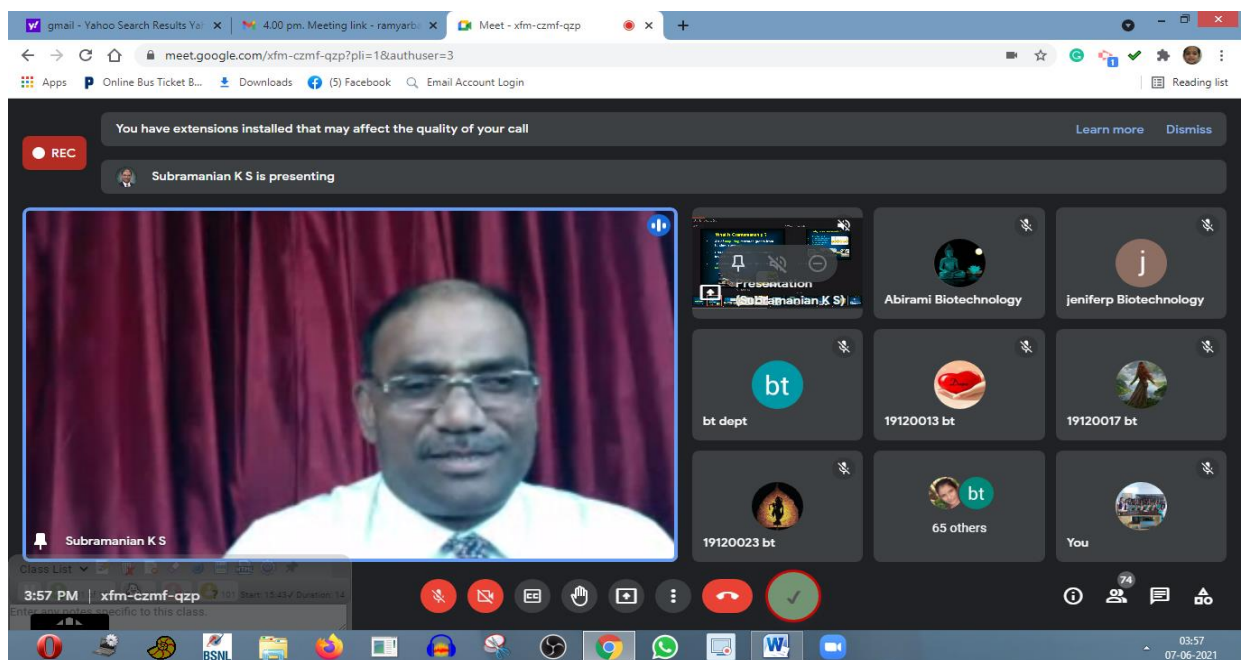 gmail - Yahoo Search Results Ya
4.00 pm. Meeting link - ramyarb
Meet - xfm-czmf-qzp
meet.google.com/xfm-czmf-qzp?pli=1&authuser=3
Apps
Online Bus Ticket B...
Downloads
(5) Facebook
Email Account Login
Reading list
You have extensions installed that may affect the quality of your call
Learn more
Dismiss
REC
Subramanian K S is presenting
Presentation
(Subramanian K S)
Abirami Biotechnology
j
jeniferp Biotechnology
bt
bt dept
19120013 bt
19120017 bt
Subramanian K S
19120023 bt
bt
65 others
You
Class List
3:57 PM | xfm-czmf-qzp
Enter any notes specific to this class.
74
BSNL
03:57
07-06-2021